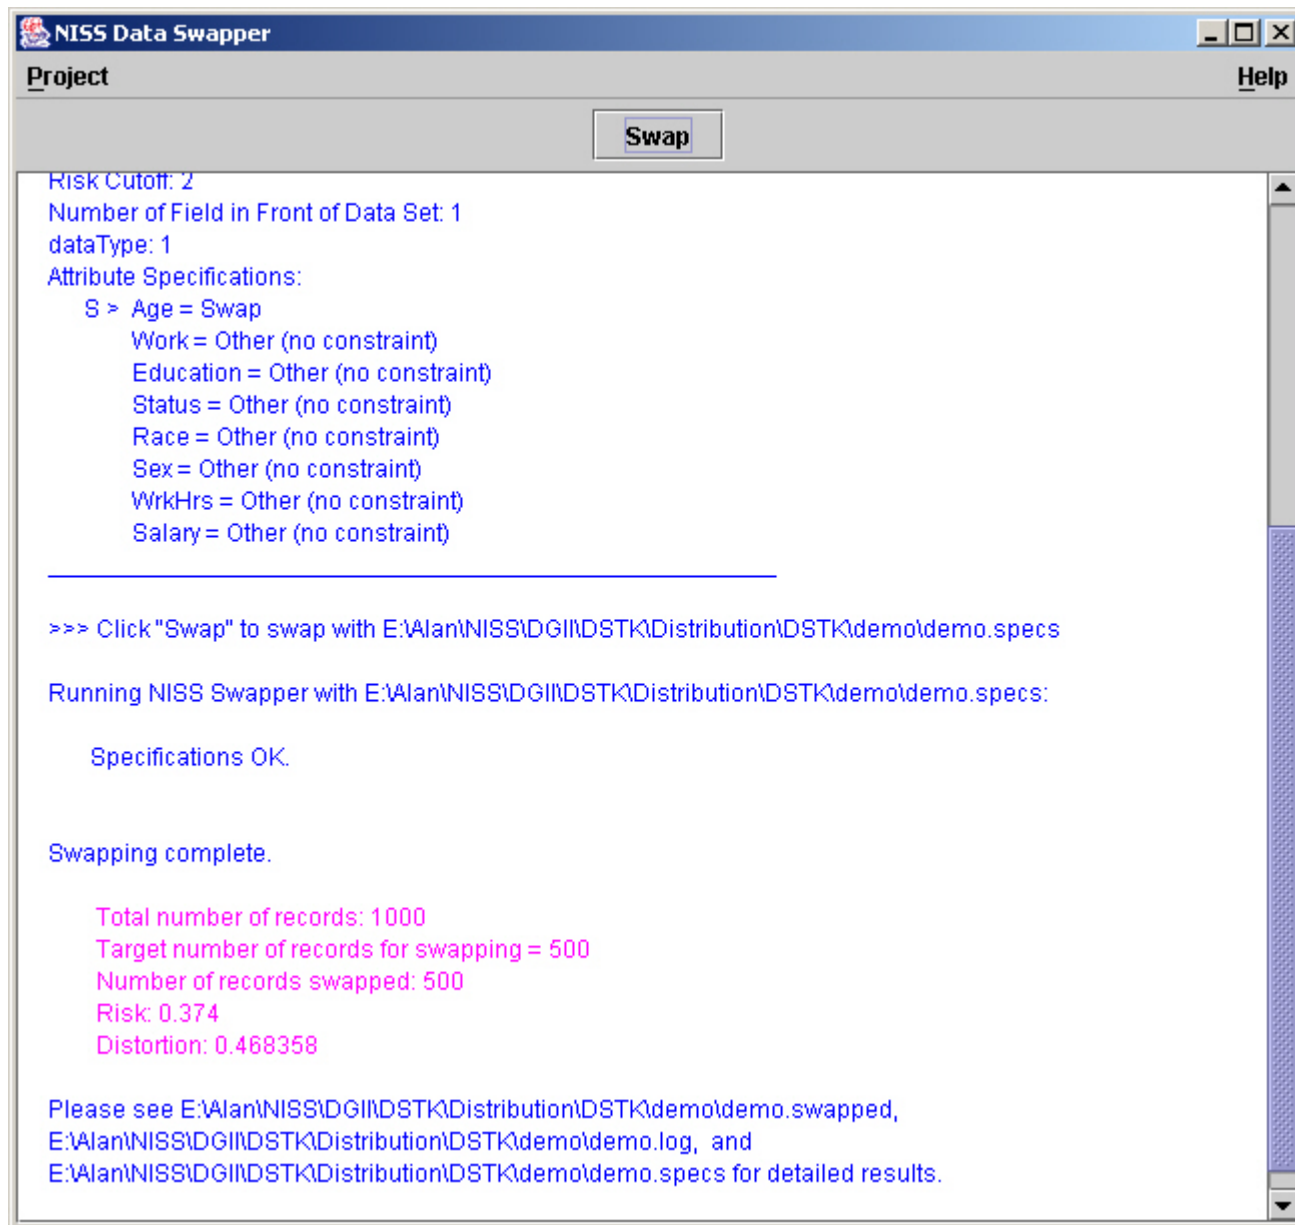 NISS Data Swapper
Project Help
Swap
Risk Cutoff: 2
Number of Field in Front of Data Set: 1
dataType: 1
Attribute Specifications:
S > Age = Swap
Work = Other (no constraint)
Education = Other (no constraint)
Status = Other (no constraint)
Race = Other (no constraint)
Sex = Other (no constraint)
WrkHrs = Other (no constraint)
Salary = Other (no constraint)
>>> Click "Swap" to swap with E:\Alan\NISS\DGII\DSTK\Distribution\DSTK\demo\demo.specs
Running NISS Swapper with E:\Alan\NISS\DGII\DSTK\Distribution\DSTK\demo\demo.specs:
Specifications OK.
Swapping complete.
Total number of records: 1000
Target number of records for swapping = 500
Number of records swapped: 500
Risk: 0.374
Distortion: 0.468358
Please see E:\Alan\NISS\DGII\DSTK\Distribution\DSTK\demo\demo.swapped,
E:\Alan\NISS\DGII\DSTK\Distribution\DSTK\demo\demo.log, and
E:\Alan\NISS\DGII\DSTK\Distribution\DSTK\demo\demo.specs for detailed results.